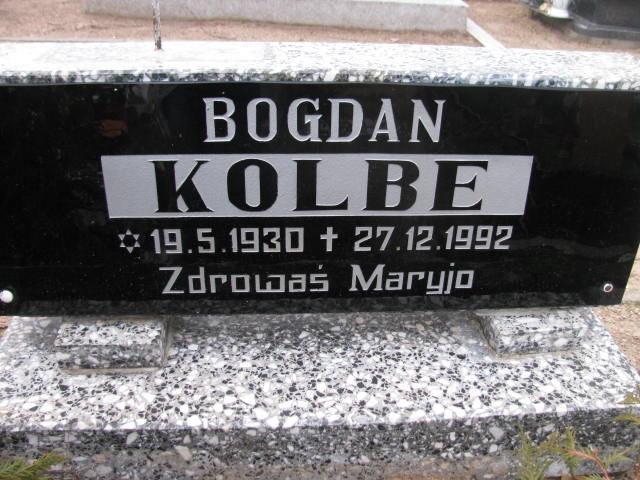 BOGDAN
KOLBE
✡ 19.5.1930 ✝ 27.12.1992
Zdrowaś Maryjo